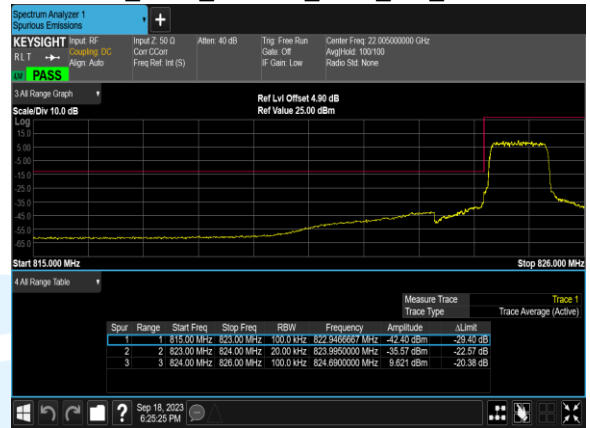 Spectrum Analyzer 1
Spurious Emissions
KEYSIGHT Input: RF Input Z: 50 Ω Atten: 40 dB Trig: Free Run Center Freq: 22.005000000 GHz
RLT Coupling: DC Corr CCorr Gate: Off Avg|Hold: 100/100
Align: Auto Freq Ref: Int (S) IF Gain: Low Radio Std: None
LM PASS
3 All Range Graph
Ref Lvl Offset 4.90 dB
Scale/Div 10.0 dB Ref Value 25.00 dBm
Log
15.0
5.00
-5.00
-15.0
-25.0
-35.0
-45.0
-55.0
-65.0
Start 815.000 MHz Stop 826.000 MHz
4 All Range Table
Measure Trace Trace 1
Trace Type Trace Average (Active)
Spur Range Start Freq Stop Freq RBW Frequency Amplitude ΔLimit
1 1 815.00 MHz 823.00 MHz 100.0 kHz 822.9466667 MHz -42.40 dBm -29.40 dB
2 2 823.00 MHz 824.00 MHz 20.00 kHz 823.9950000 MHz -35.57 dBm -22.57 dB
3 3 824.00 MHz 826.00 MHz 100.0 kHz 824.6900000 MHz 9.621 dBm -20.38 dB
? Sep 18, 2023
6:25:25 PM